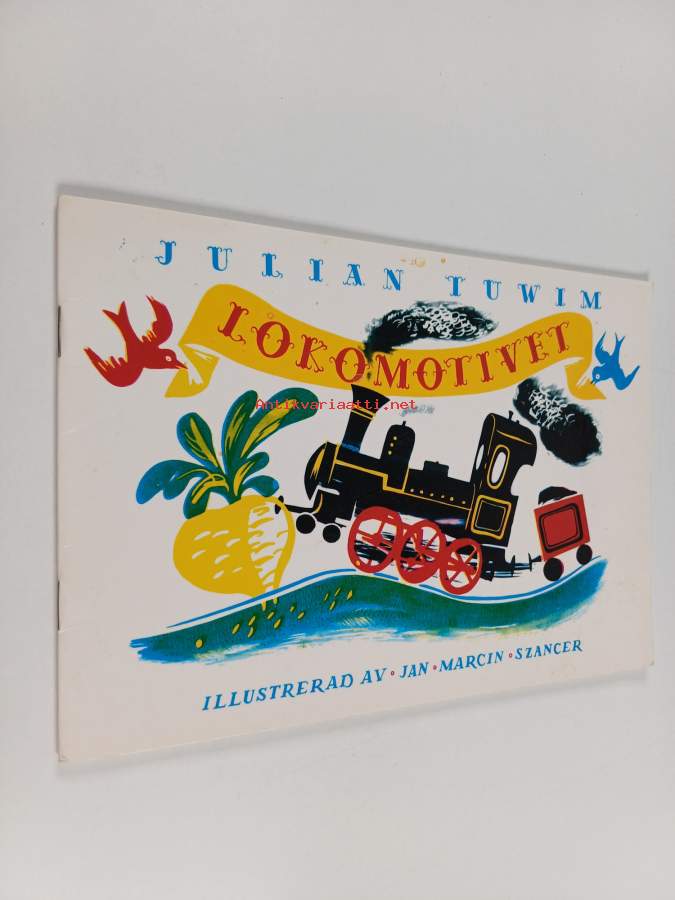 JULIAN TUWIM
LOKOMOTIVET
Antikvariaatti.net
ILLUSTRERAD AV · JAN · MARCIN · SZANCER